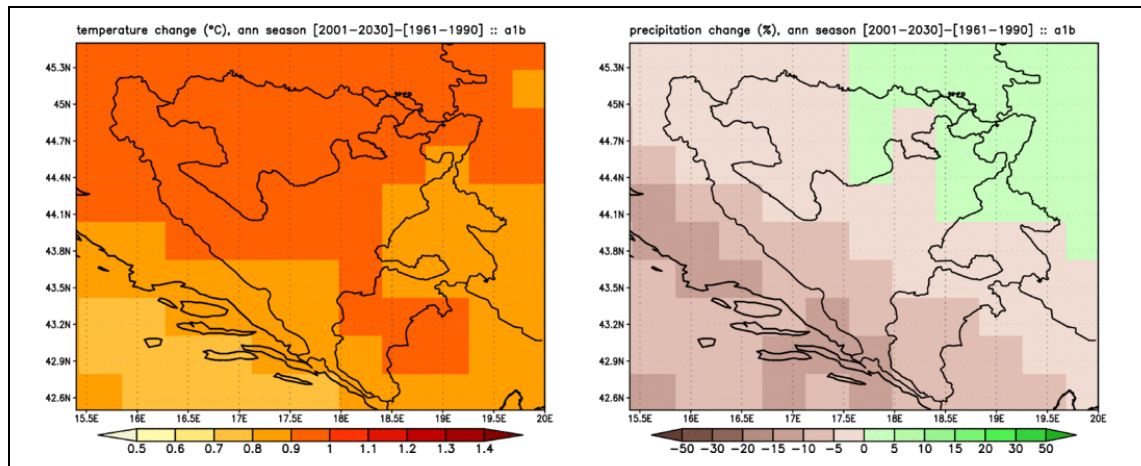 temperature change (°C), ann season [2001−2030]−[1961−1990] :: a1b
45.3N
45N
44.7N
44.4N
44.1N
43.8N
43.5N
43.2N
42.9N
42.6N
15.5E 16E 16.5E 17E 17.5E 18E 18.5E 19E 19.5E 20E
0.5 0.6 0.7 0.8 0.9 1 1.1 1.2 1.3 1.4
precipitation change (%), ann season [2001−2030]−[1961−1990] :: a1b
45.3N
45N
44.7N
44.4N
44.1N
43.8N
43.5N
43.2N
42.9N
42.6N
15.5E 16E 16.5E 17E 17.5E 18E 18.5E 19E 19.5E 20E
−50 −30 −20 −15 −10 −5 0 5 10 15 20 30 50